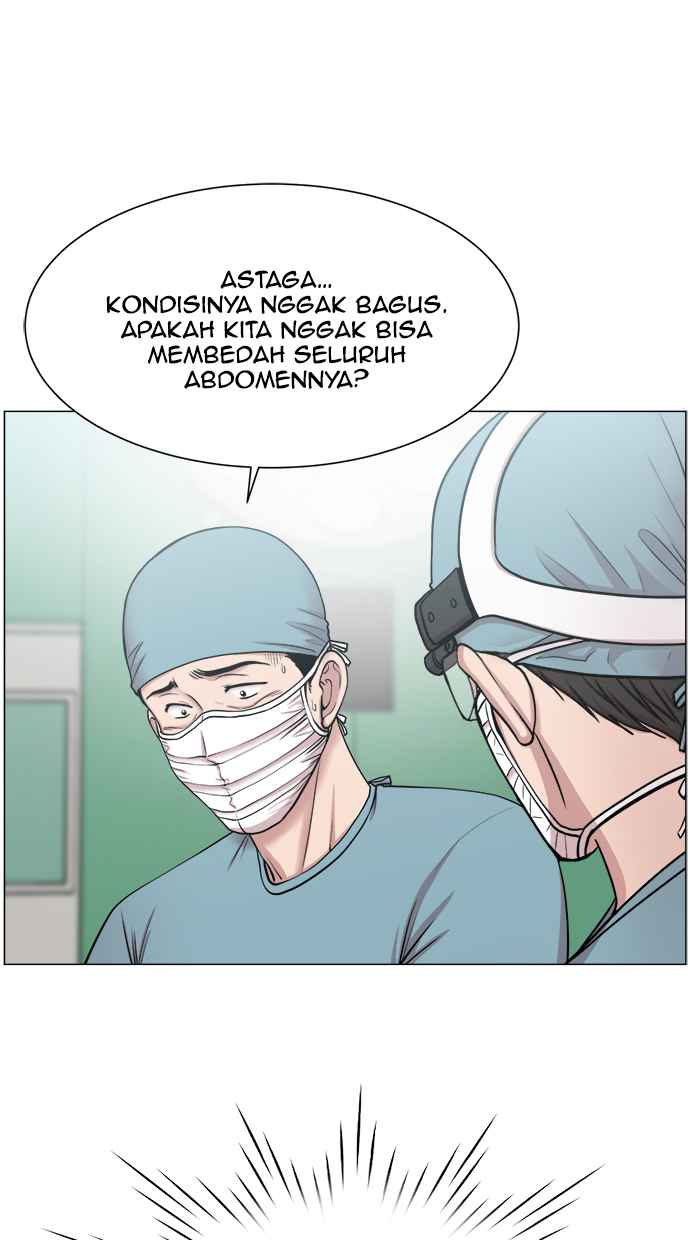 ASTAGA...
KONDISINYA NGGAK BAGUS.
APAKAH KITA NGGAK BISA
MEMBEDAH SELURUH
ABDOMENNYA?